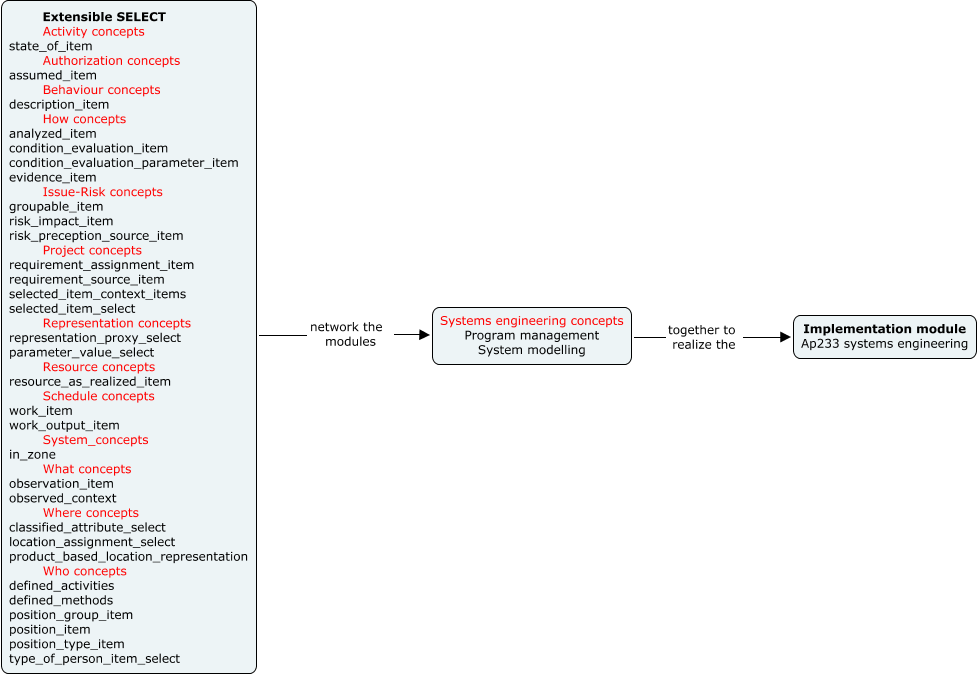 Extensible SELECT
Activity concepts
state_of_item
Authorization concepts
assumed_item
Behaviour concepts
description_item
How concepts
analyzed_item
condition_evaluation_item
condition_evaluation_parameter_item
evidence_item
Issue-Risk concepts
groupable_item
risk_impact_item
risk_preception_source_item
Project concepts
requirement_assignment_item
requirement_source_item
selected_item_context_items
selected_item_select
Representation concepts
representation_proxy_select
parameter_value_select
Resource concepts
resource_as_realized_item
Schedule concepts
work_item
work_output_item
System_concepts
in_zone
What concepts
observation_item
observed_context
Where concepts
classified_attribute_select
location_assignment_select
product_based_location_representation
Who concepts
defined_activities
defined_methods
position_group_item
position_item
position_type_item
type_of_person_item_select
network the
modules
Systems engineering concepts
Program management
System modelling
together to
realize the
Implementation module
Ap233 systems engineering